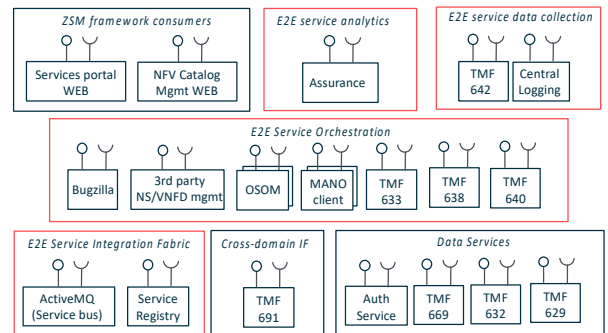 ZSM framework consumers
Services portal
WEB
NFV Catalog
Mgmt WEB
E2E service analytics
Assurance
E2E service data collection
TMF
642
Central
Logging
E2E Service Orchestration
Bugzilla
3rd party
NS/VNFD mgmt
OSOM
MANO
client
TMF
633
TMF
638
TMF
640
E2E Service Integration Fabric
ActiveMQ
(Service bus)
Service
Registry
Cross-domain IF
TMF
691
Data Services
Auth
Service
TMF
669
TMF
632
TMF
629